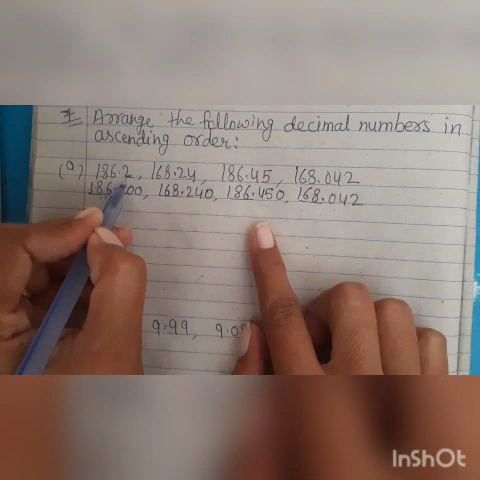 Arrange the following decimal numbers in
ascending order:
(a) 186.2, 168.24, 186.45, 168.042
168.240, 186.450, 168.042
9.99,
InShOt